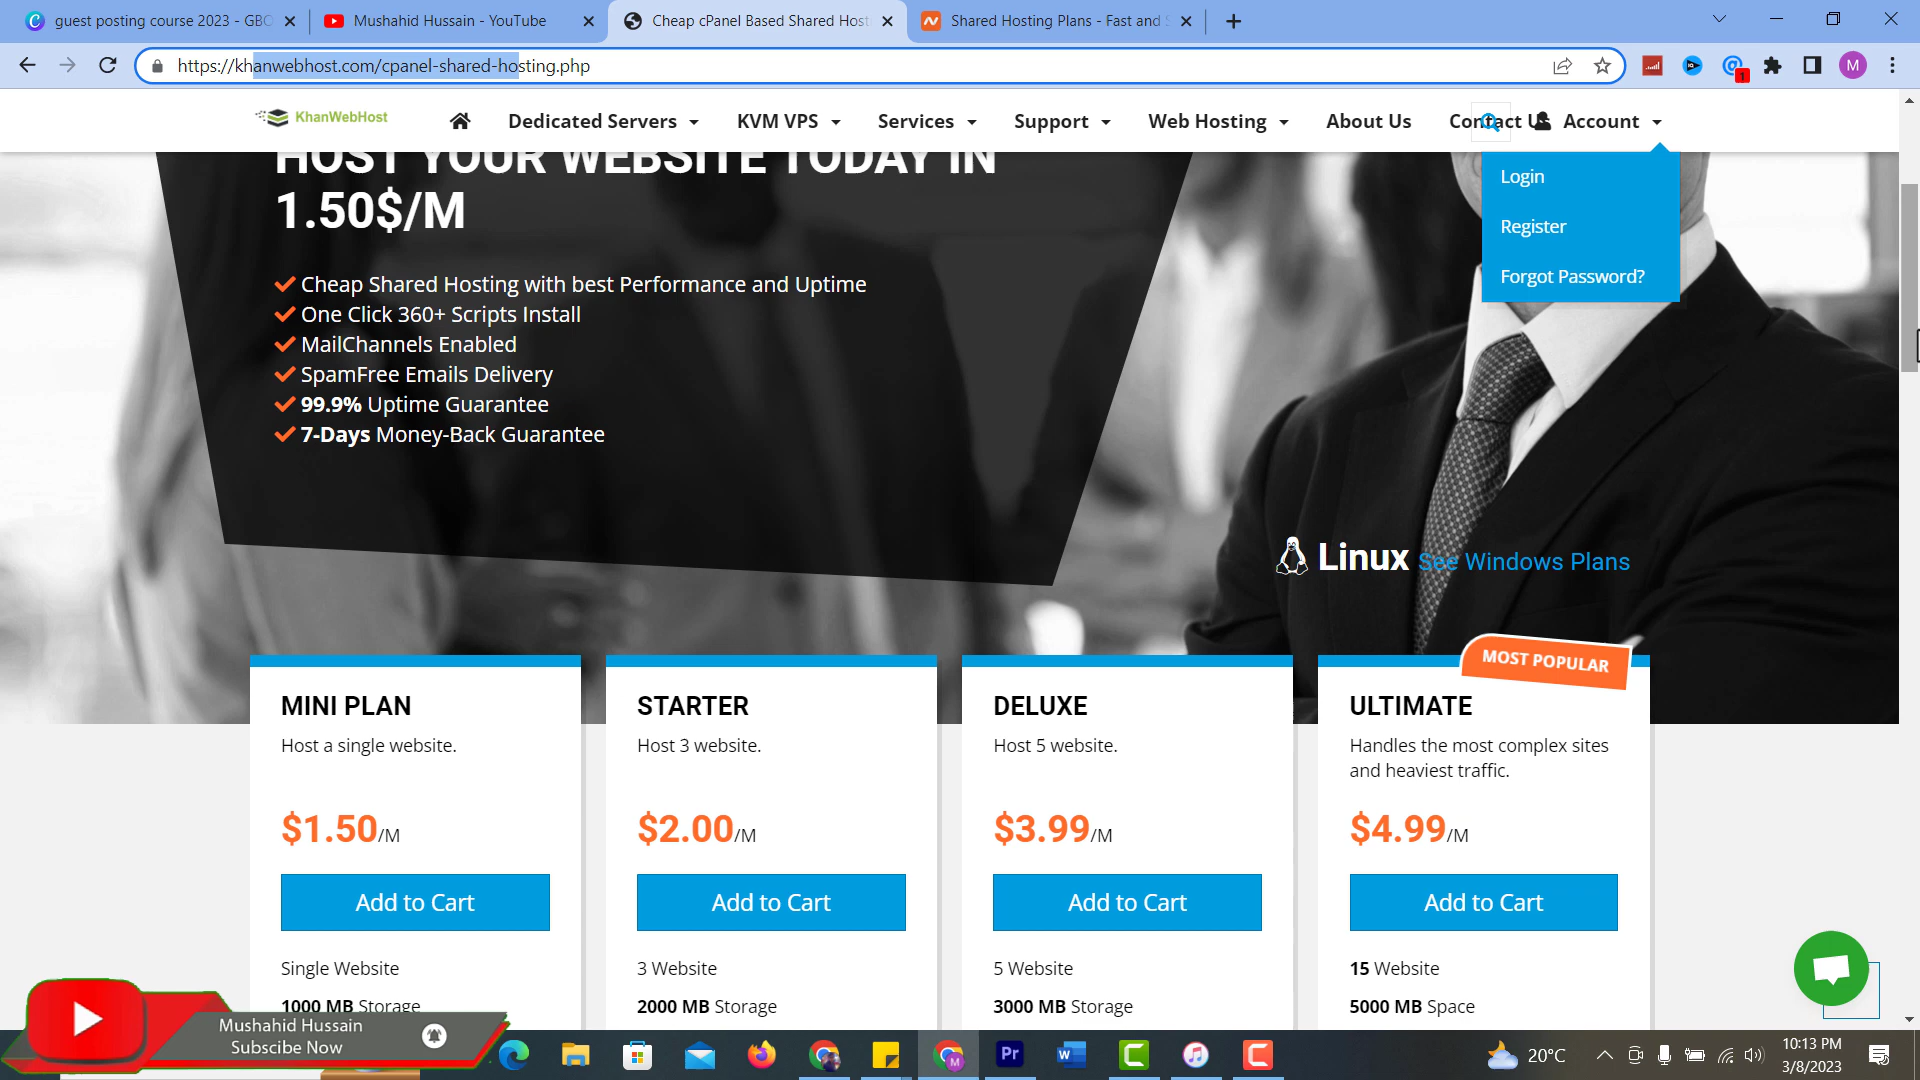 guest posting course 2023 - GBO
Mushahid Hussain - YouTube
Cheap cPanel Based Shared Host
Shared Hosting Plans - Fast and S
https://khanwebhost.com/cpanel-shared-hosting.php
1
M
KhanWebHost
Dedicated Servers
KVM VPS
Services
Support
Web Hosting
About Us
Contact U
Account
HOST YOUR WEBSITE TODAY IN
1.50$/M
Login
Register
Forgot Password?
Cheap Shared Hosting with best Performance and Uptime
One Click 360+ Scripts Install
MailChannels Enabled
SpamFree Emails Delivery
99.9% Uptime Guarantee
7-Days Money-Back Guarantee
Linux See Windows Plans
MOST POPULAR
MINI PLAN
Host a single website.
$1.50/M
Add to Cart
Single Website
1000 MB Storage
STARTER
Host 3 website.
$2.00/M
Add to Cart
3 Website
2000 MB Storage
DELUXE
Host 5 website.
$3.99/M
Add to Cart
5 Website
3000 MB Storage
ULTIMATE
Handles the most complex sites
and heaviest traffic.
$4.99/M
Add to Cart
15 Website
5000 MB Space
Mushahid Hussain
Subscibe Now
M
Pr
W
C
C
20°C
10:13 PM
3/8/2023